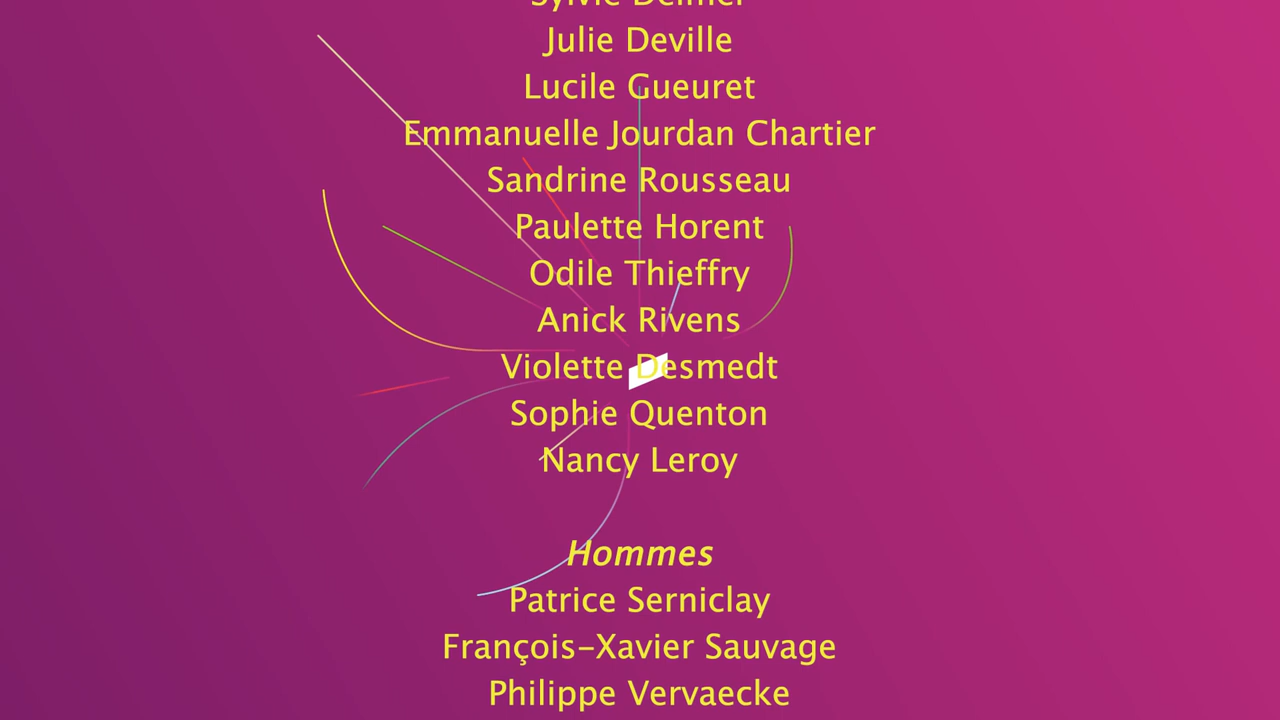 Julie Deville
Lucile Gueuret
Emmanuelle Jourdan Chartier
Sandrine Rousseau
Paulette Horent
Odile Thieffry
Anick Rivens
Violette Desmedt
Sophie Quenton
Nancy Leroy
Hommes
Patrice Serniclay
François-Xavier Sauvage
Philippe Vervaecke